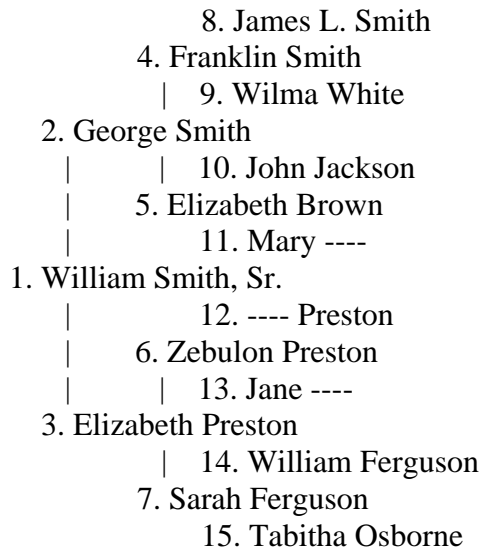 8. James L. Smith
4. Franklin Smith
| 9. Wilma White
2. George Smith
| | 10. John Jackson
| 5. Elizabeth Brown
| 11. Mary ----
1. William Smith, Sr.
| 12. ---- Preston
| 6. Zebulon Preston
| | 13. Jane ----
3. Elizabeth Preston
| 14. William Ferguson
7. Sarah Ferguson
15. Tabitha Osborne